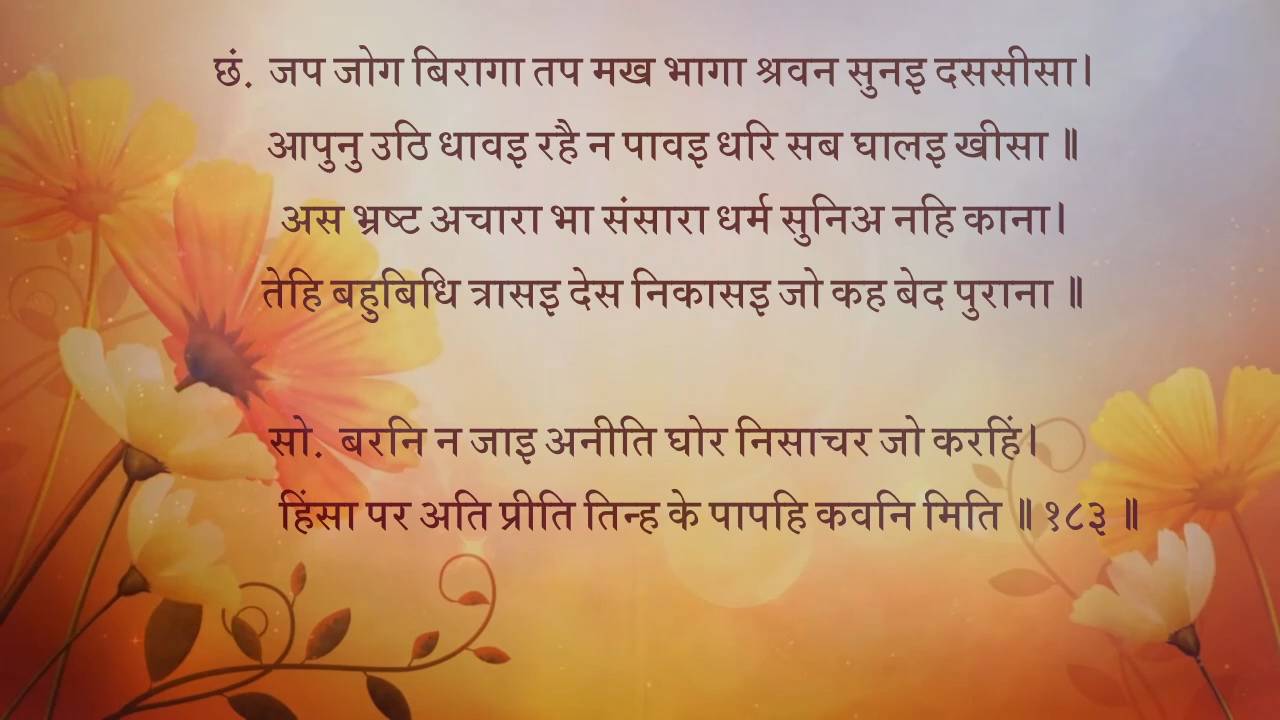 छं. जप जोग बिरागा तप मख भागा श्रवन सुनइ दससीसा।
आपुनु उठि धावइ रहै न पावइ धरि सब घालइ खीसा ॥
अस भ्रष्ट अचारा भा संसारा धर्म सुनिअ नहि काना।
तेहि बहुबिधि त्रासइ देस निकासइ जो कह बेद पुराना ॥
सो. बरनि न जाइ अनीति घोर निसाचर जो करहिं।
हिंसा पर अति प्रीति तिन्ह के पापहि कवनि मिति ॥ १८३ ॥